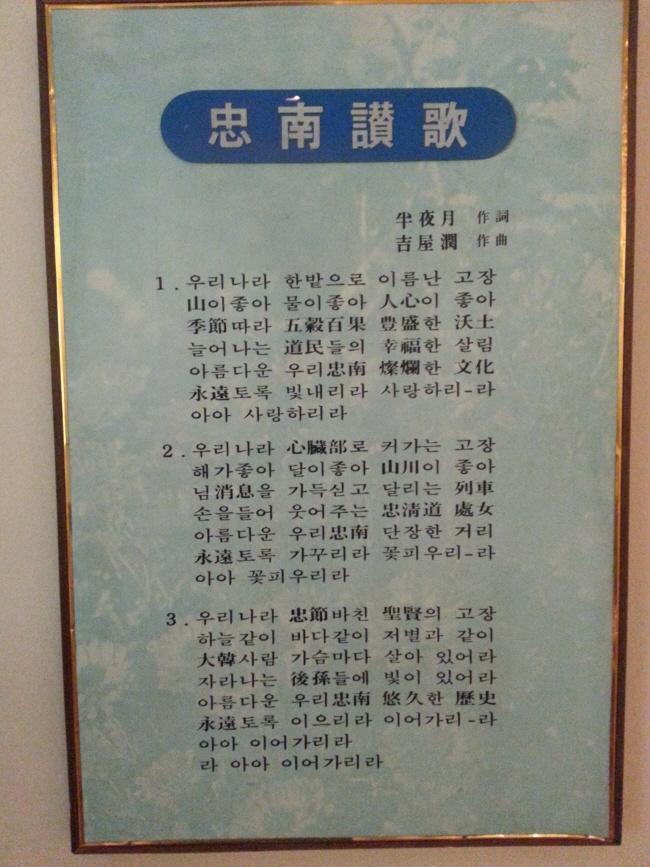 忠南讃歌
半夜月 作詞
吉屋潤 作曲
1. 우리나라 한밭으로 이름난 고장
山이좋아 물이좋아 人心이 좋아
季節따라 五穀百果 豊盛한 沃土
늘어나는 道民들의 幸福한 살림
아름다운 우리忠南 燦爛한 文化
永遠토록 빛내리라 사랑하리-라
아아 사랑하리라
2. 우리나라 心臟部로 커가는 고장
해가좋아 달이좋아 山川이 좋아
님消息을 가득싣고 달리는 列車
손을들어 웃어주는 忠淸道 處女
아름다운 우리忠南 단장한 거리
永遠토록 가꾸리라 꽃피우리-라
아아 꽃피우리라
3. 우리나라 忠節바친 聖賢의 고장
하늘같이 바다같이 저별과 같이
大韓사람 가슴마다 살아 있어라
자라나는 後孫들에 빛이 있어라
아름다운 우리忠南 悠久한 歷史
永遠토록 이으리라 이어가리-라
아아 이어가리라
라 아아 이어가리라